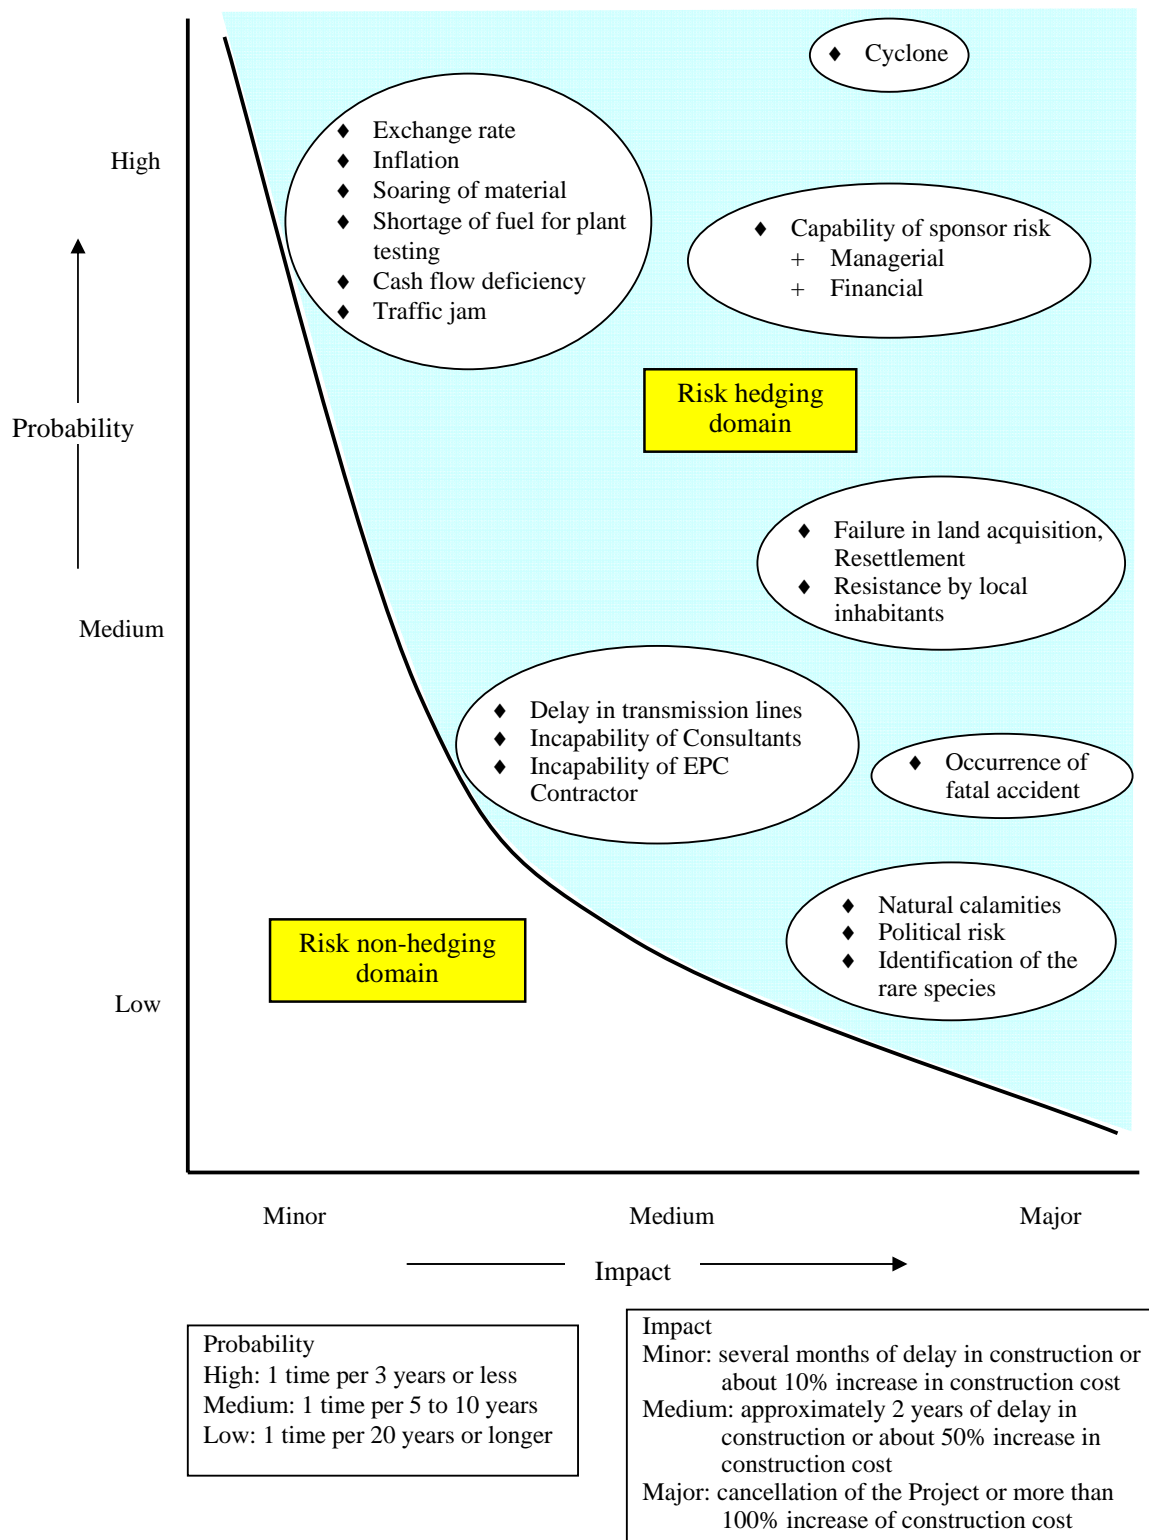 ♦ Cyclone
♦ Exchange rate
♦ Inflation
♦ Soaring of material
♦ Shortage of fuel for plant
testing
♦ Cash flow deficiency
♦ Traffic jam
High
♦ Capability of sponsor risk
+ Managerial
+ Financial
Risk hedging
domain
Probability
♦ Failure in land acquisition,
Resettlement
♦ Resistance by local
inhabitants
Medium
♦ Delay in transmission lines
♦ Incapability of Consultants
♦ Incapability of EPC
Contractor
♦ Occurrence of
fatal accident
♦ Natural calamities
♦ Political risk
♦ Identification of the
rare species
Risk non-hedging
domain
Low
Minor Medium Major
Impact
Probability
High: 1 time per 3 years or less
Medium: 1 time per 5 to 10 years
Low: 1 time per 20 years or longer
Impact
Minor: several months of delay in construction or
about 10% increase in construction cost
Medium: approximately 2 years of delay in
construction or about 50% increase in
construction cost
Major: cancellation of the Project or more than
100% increase of construction cost